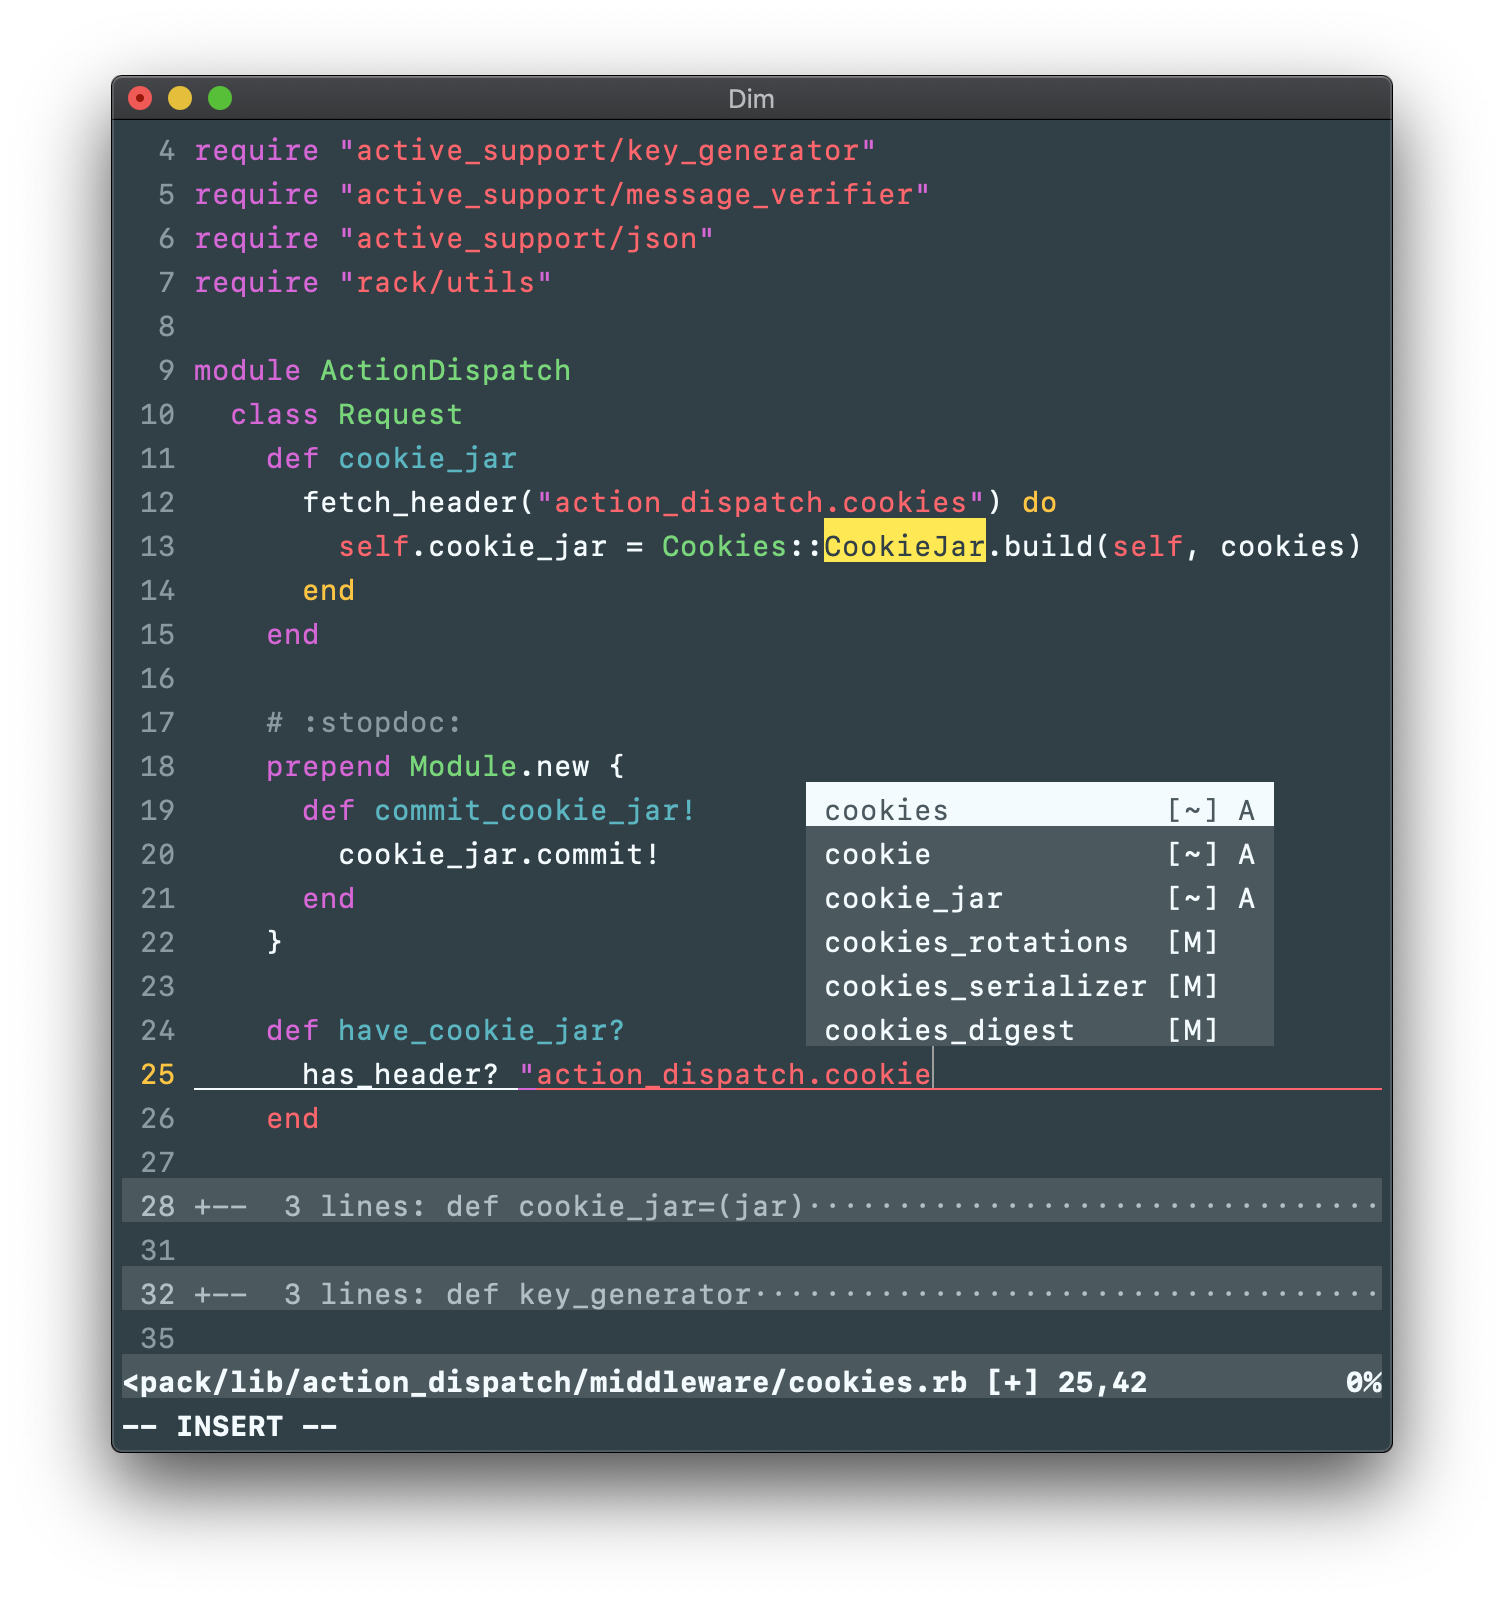 Dim
4 require "active_support/key_generator"
5 require "active_support/message_verifier"
6 require "active_support/json"
7 require "rack/utils"
8
9 module ActionDispatch
10   class Request
11     def cookie_jar
12       fetch_header("action_dispatch.cookies") do
13         self.cookie_jar = Cookies::CookieJar.build(self, cookies)
14       end
15     end
16
17     # :stopdoc:
18     prepend Module.new {
19       def commit_cookie_jar!
20         cookie_jar.commit!
21       end
22     }
23
24     def have_cookie_jar?
25       has_header? "action_dispatch.cookie
cookies [~] A
cookie [~] A
cookie_jar [~] A
cookies_rotations [M]
cookies_serializer [M]
cookies_digest [M]
26     end
27
28 +--  3 lines: def cookie_jar=(jar)································
31
32 +--  3 lines: def key_generator···································
35
<pack/lib/action_dispatch/middleware/cookies.rb [+] 25,42 0%
-- INSERT --